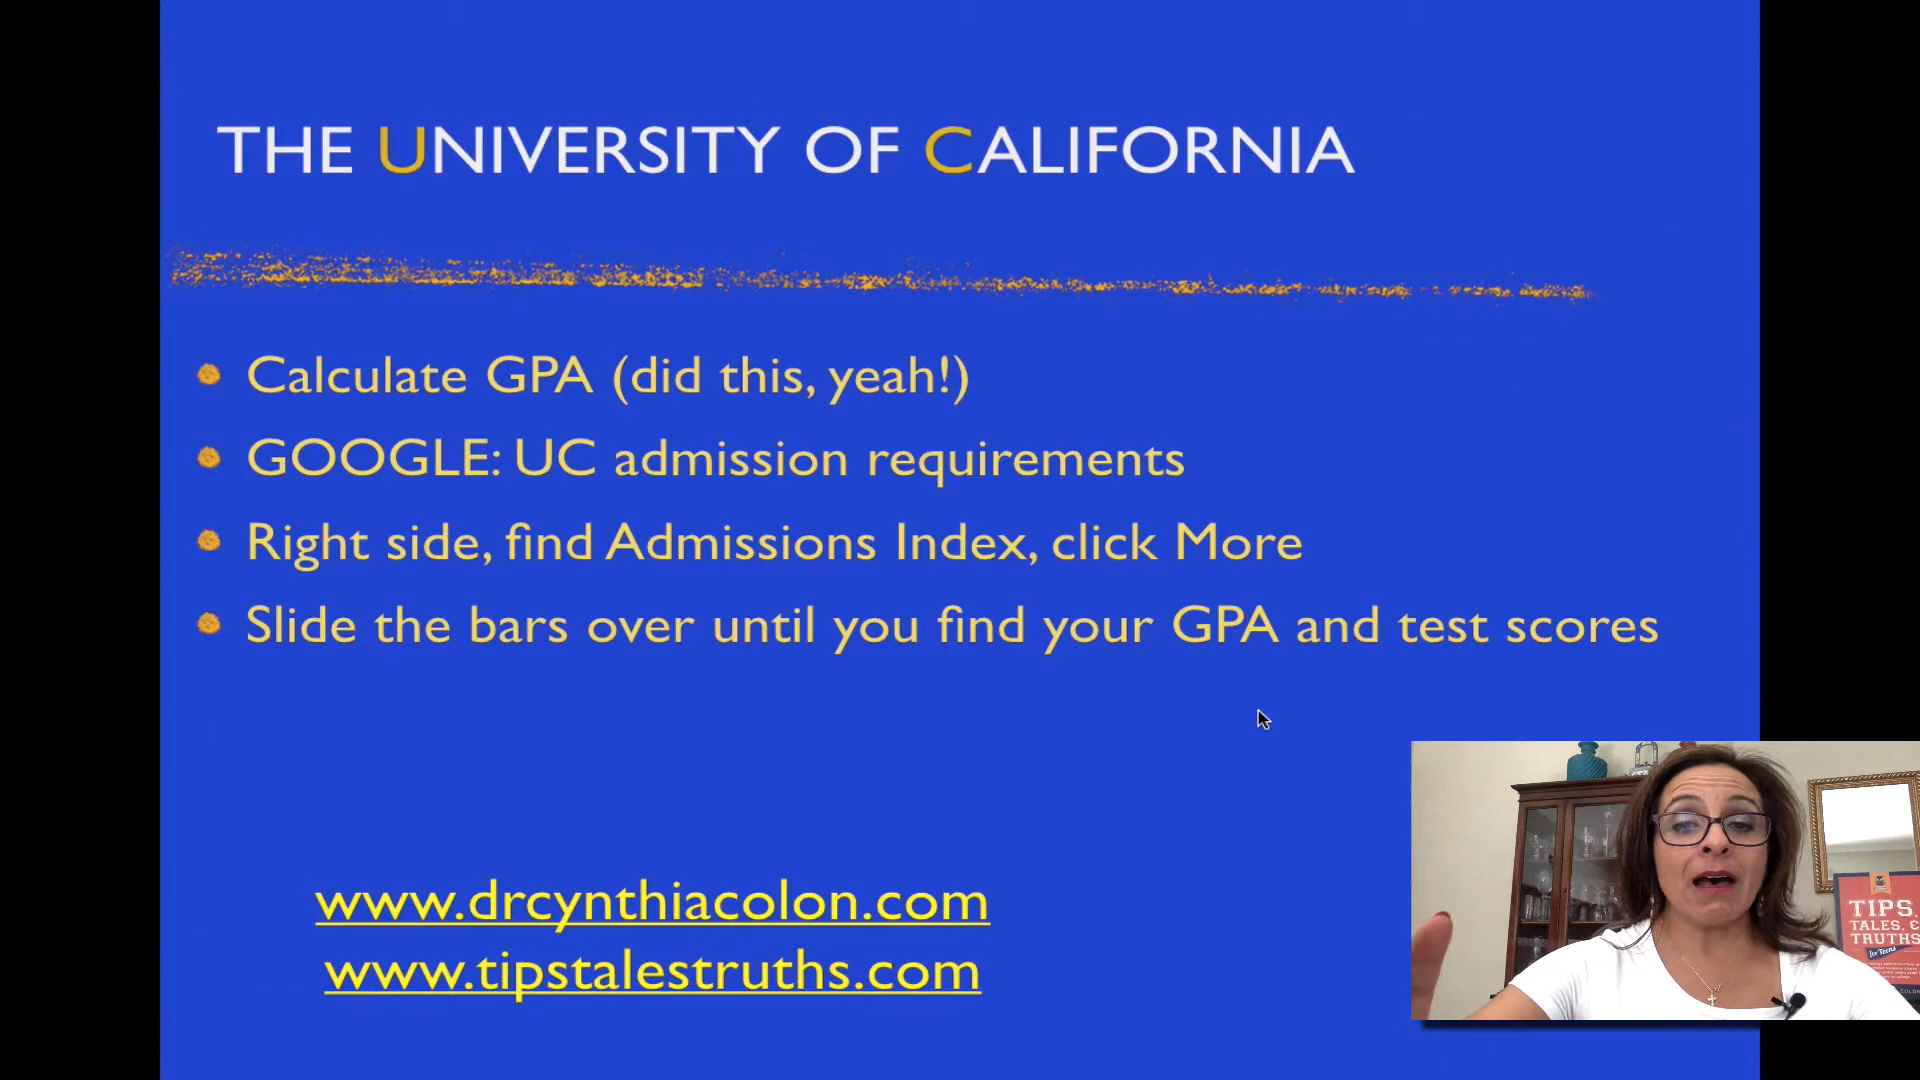 THE UNIVERSITY OF CALIFORNIA
Calculate GPA (did this, yeah!)
GOOGLE: UC admission requirements
Right side, find Admissions Index, click More
Slide the bars over until you find your GPA and test scores
www.drcynthiacolon.com
www.tipstalestruths.com
TIPS,
TALES, &
TRUTHS
for Teens